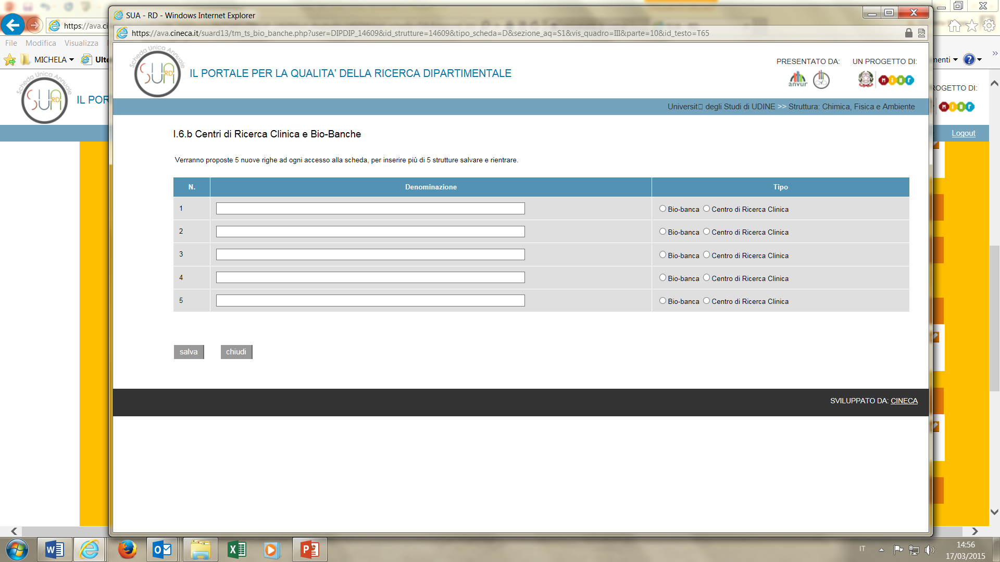 SUA - RD - Windows Internet Explorer
https://ava.ci
https://ava.cineca.it/suard13/tm_ts_bio_banche.php?user=DIPDIP_14609&id_strutture=14609&tipo_scheda=D&sezione_aq=S1&vis_quadro=III&parte=10&id_testo=T65
File Modifica Visualizza
MICHELA
Scheda Unica Annuale
SUA RD
IL PORTALE PER LA QUALITA' DELLA RICERCA DIPARTIMENTALE
PRESENTATO DA:
anvur
UN PROGETTO DI:
MIUR
Scheda Unica Annuale
SUA RD
IL POR
ROGETTO DI:
MIUR
Logout
degli Studi di UDINE >> Struttura: Chimica, Fisica e Ambiente
I.6.b Centri di Ricerca Clinica e Bio-Banche
Verranno proposte 5 nuove righe ad ogni accesso alla scheda, per inserire più di 5 strutture salvare e rientrare.
N. Denominazione Tipo
1 Bio-banca Centro di Ricerca Clinica
2 Bio-banca Centro di Ricerca Clinica
3 Bio-banca Centro di Ricerca Clinica
4 Bio-banca Centro di Ricerca Clinica
5 Bio-banca Centro di Ricerca Clinica
salva chiudi
SVILUPPATO DA: CINECA
IT
14:56
17/03/2015